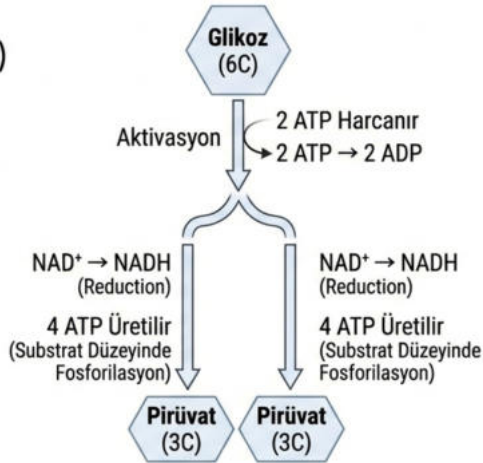 )
Glikoz
(6C)
Aktivasyon
2 ATP Harcanır
2 ATP → 2 ADP
NAD⁺ → NADH
(Reduction)
4 ATP Üretilir
(Substrat Düzeyinde
Fosforilasyon)
NAD⁺ → NADH
(Reduction)
4 ATP Üretilir
(Substrat Düzeyinde
Fosforilasyon)
Pirüvat
(3C)
Pirüvat
(3C)